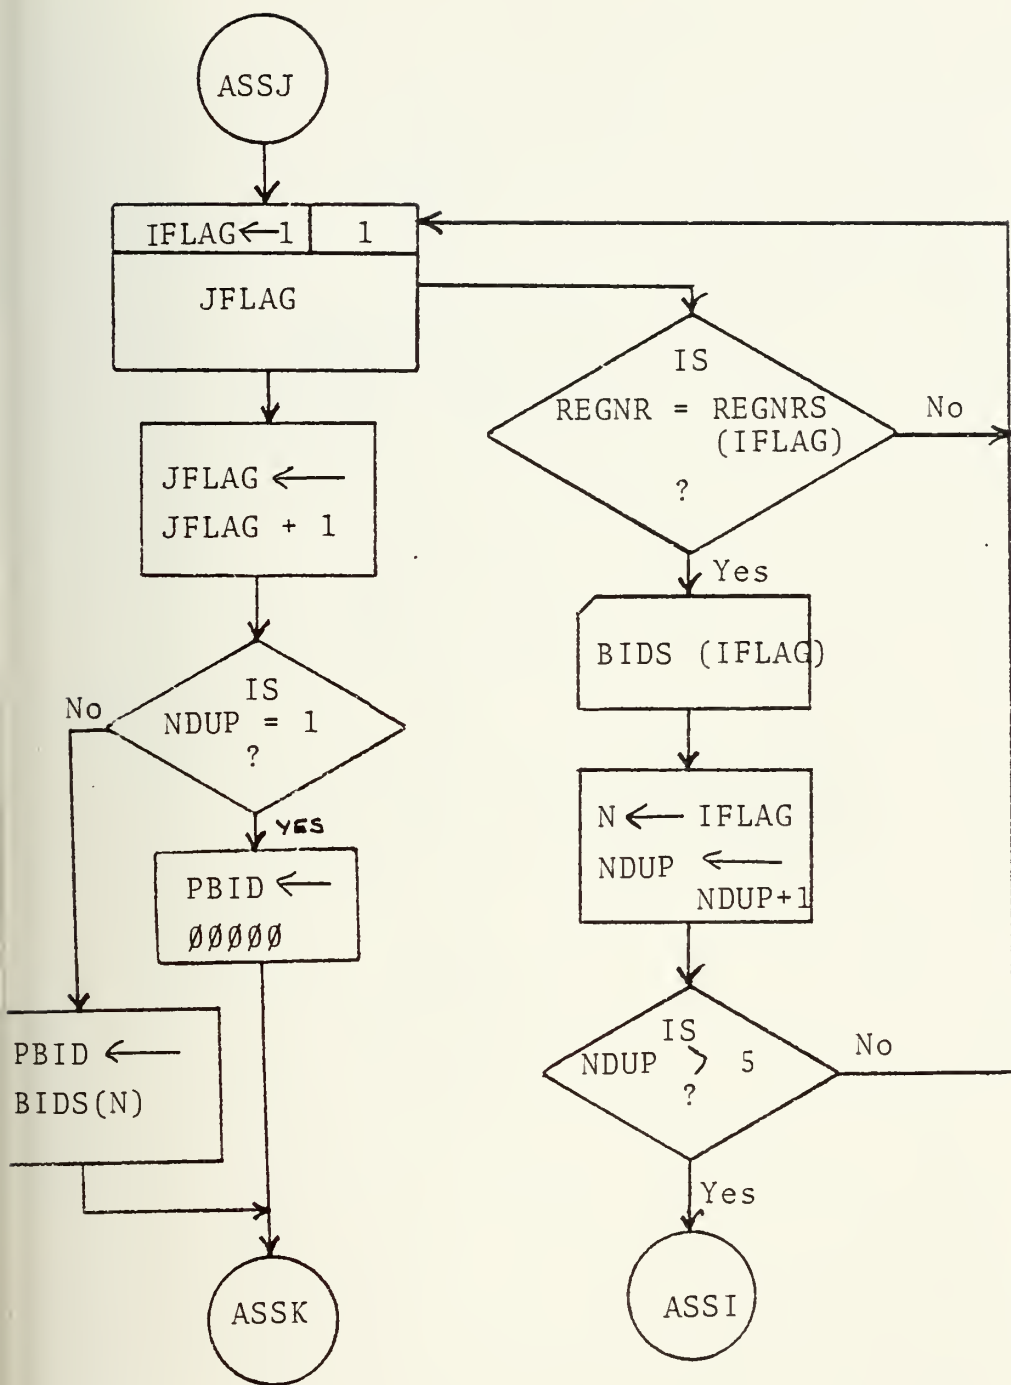 ASSJ
IFLAG ← 1 1
JFLAG
JFLAG ←
JFLAG + 1
IS
NDUP = 1
?
No
YES
PBID ←
ØØØØØ
PBID ←
BIDS(N)
ASSK
IS
REGNR = REGNRS
(IFLAG)
?
No
Yes
BIDS (IFLAG)
N ← IFLAG
NDUP ←
NDUP+1
IS
NDUP > 5
?
No
Yes
ASSI